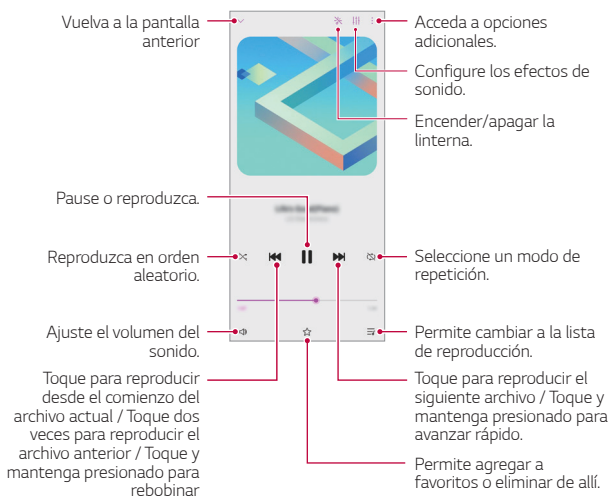 Vuelva a la pantalla
anterior
Acceda a opciones
adicionales.
Configure los efectos de
sonido.
Encender/apagar la
linterna.
Pause o reproduzca.
Reproduzca en orden
aleatorio.
Seleccione un modo de
repetición.
Ajuste el volumen del
sonido.
Permite cambiar a la lista
de reproducción.
Toque para reproducir
desde el comienzo del
archivo actual / Toque dos
veces para reproducir el
archivo anterior / Toque y
mantenga presionado para
rebobinar
Toque para reproducir el
siguiente archivo / Toque y
mantenga presionado para
avanzar rápido.
Permite agregar a
favoritos o eliminar de allí.